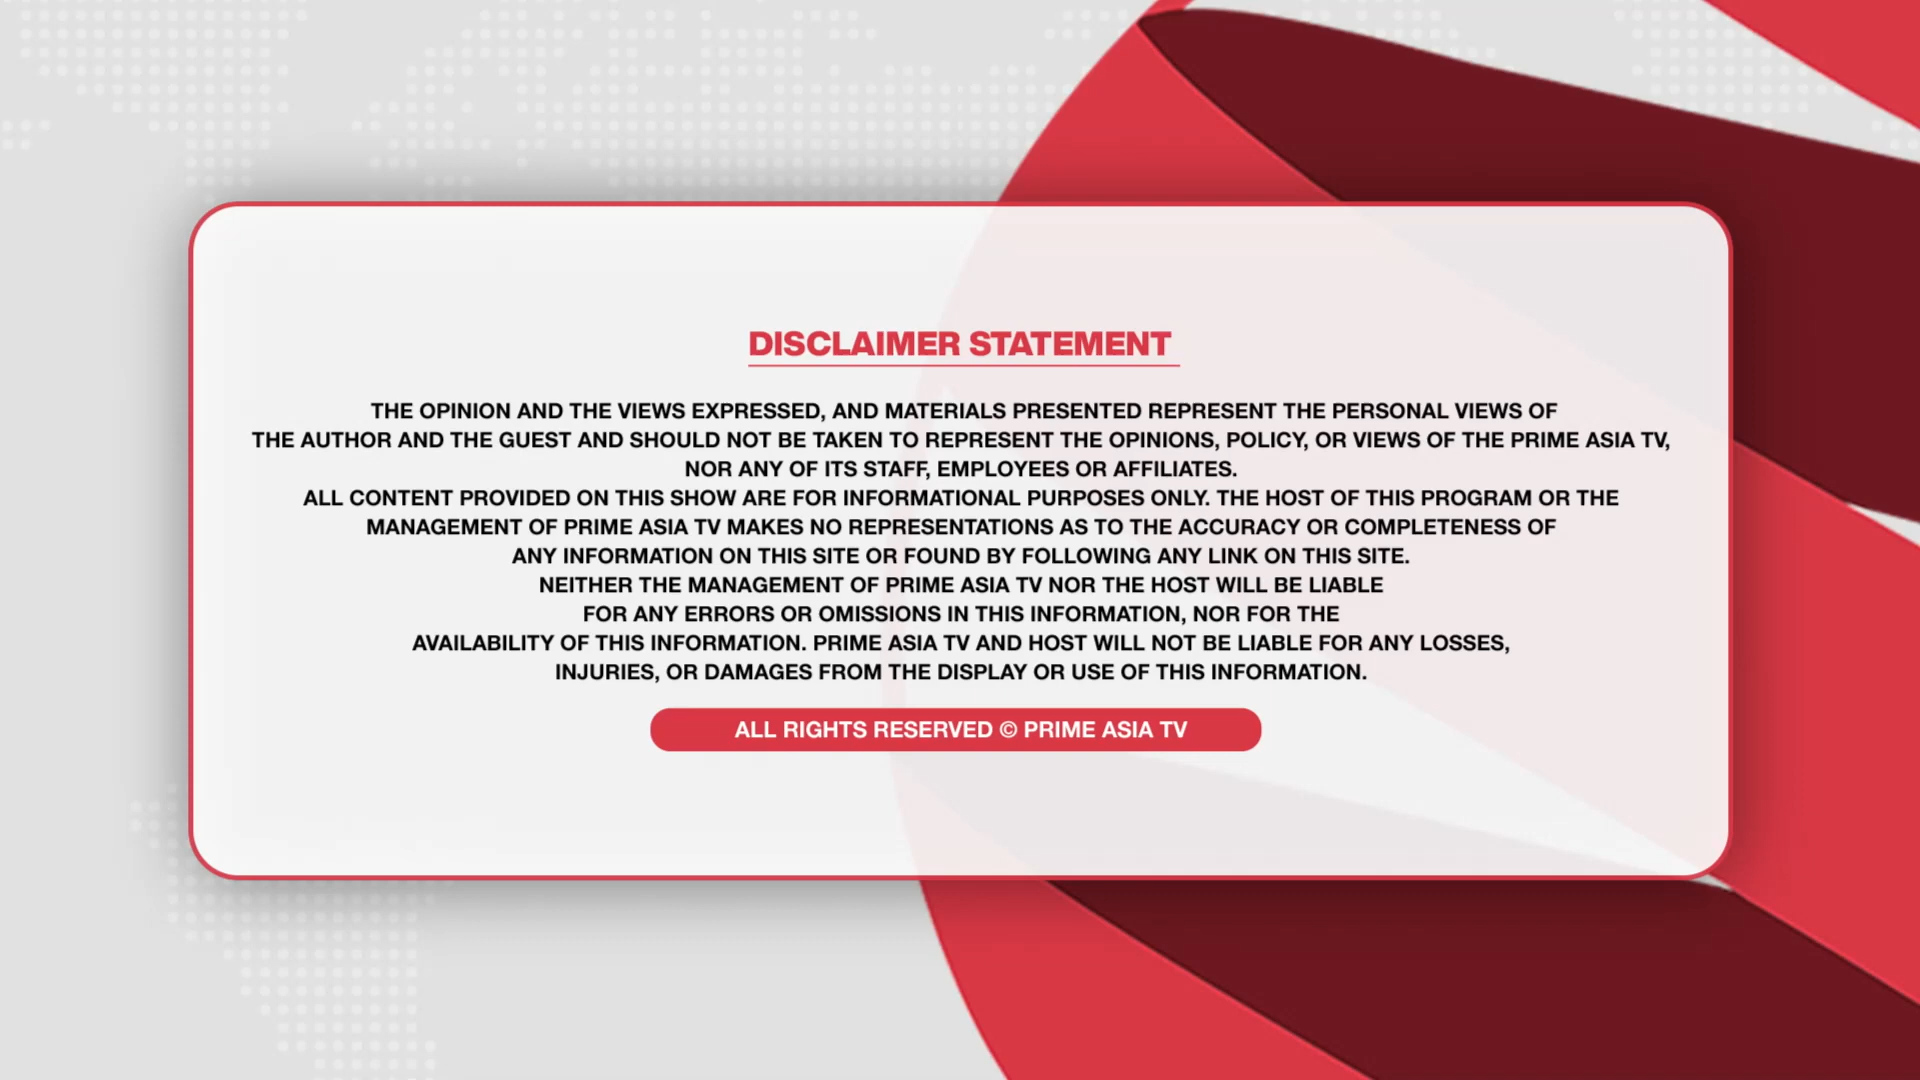 DISCLAIMER STATEMENT
THE OPINION AND THE VIEWS EXPRESSED, AND MATERIALS PRESENTED REPRESENT THE PERSONAL VIEWS OF
THE AUTHOR AND THE GUEST AND SHOULD NOT BE TAKEN TO REPRESENT THE OPINIONS, POLICY, OR VIEWS OF THE PRIME ASIA TV,
NOR ANY OF ITS STAFF, EMPLOYEES OR AFFILIATES.
ALL CONTENT PROVIDED ON THIS SHOW ARE FOR INFORMATIONAL PURPOSES ONLY. THE HOST OF THIS PROGRAM OR THE
MANAGEMENT OF PRIME ASIA TV MAKES NO REPRESENTATIONS AS TO THE ACCURACY OR COMPLETENESS OF
ANY INFORMATION ON THIS SITE OR FOUND BY FOLLOWING ANY LINK ON THIS SITE.
NEITHER THE MANAGEMENT OF PRIME ASIA TV NOR THE HOST WILL BE LIABLE
FOR ANY ERRORS OR OMISSIONS IN THIS INFORMATION, NOR FOR THE
AVAILABILITY OF THIS INFORMATION. PRIME ASIA TV AND HOST WILL NOT BE LIABLE FOR ANY LOSSES,
INJURIES, OR DAMAGES FROM THE DISPLAY OR USE OF THIS INFORMATION.
ALL RIGHTS RESERVED © PRIME ASIA TV